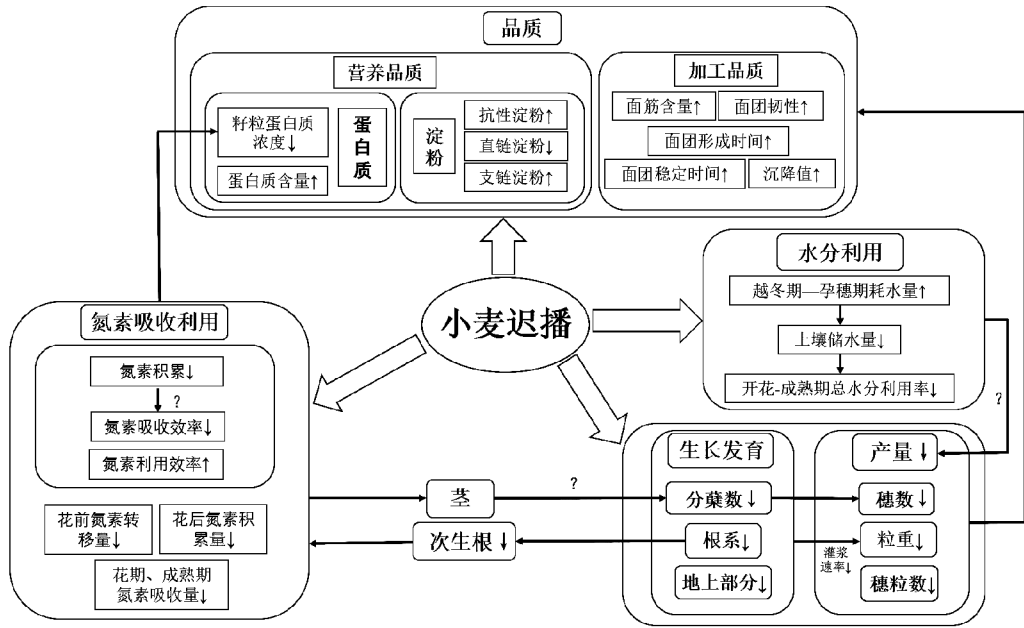 品质
营养品质
加工品质
籽粒蛋白质
浓度↓
蛋白质含量↑
蛋白质
淀粉
抗性淀粉↑
直链淀粉↓
支链淀粉↑
面筋含量↑
面团韧性↑
面团形成时间↑
面团稳定时间↑
沉降值↑
小麦迟播
水分利用
越冬期—孕穗期耗水量↑
土壤储水量↓
开花-成熟期总水分利用率↓
?
氮素吸收利用
氮素积累↓
?
氮素吸收效率↓
氮素利用效率↑
花前氮素转
移量↓
花后氮素积
累量↓
花期、成熟期
氮素吸收量↓
茎
?
次生根↓
生长发育
分蘖数↓
根系↓
地上部分↓
灌浆
速率↓
产量↓
穗数↓
粒重↓
穗粒数↓